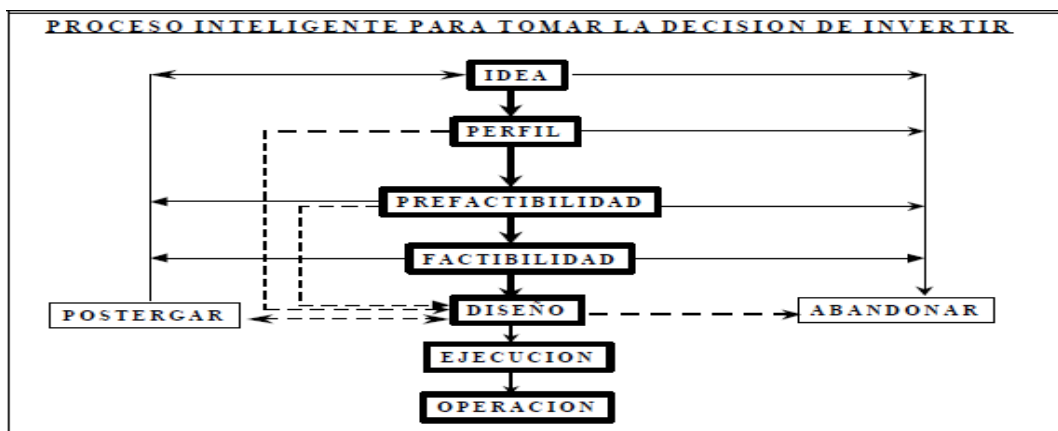 PROCESO INTELIGENTE PARA TOMAR LA DECISION DE INVERTIR
IDEA
PERFIL
PREFACTIBILIDAD
FACTIBILIDAD
POSTERGAR
DISEÑO
ABANDONAR
EJECUCION
OPERACION